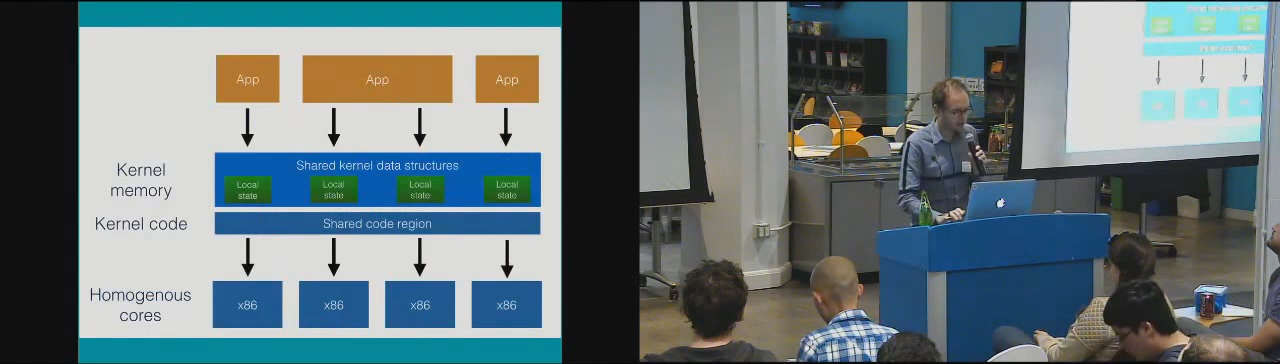 App
App
App
Kernel
memory
Shared kernel data structures
Local
state
Local
state
Local
state
Local
state
Kernel code
Shared code region
Homogenous
cores
x86
x86
x86
x86